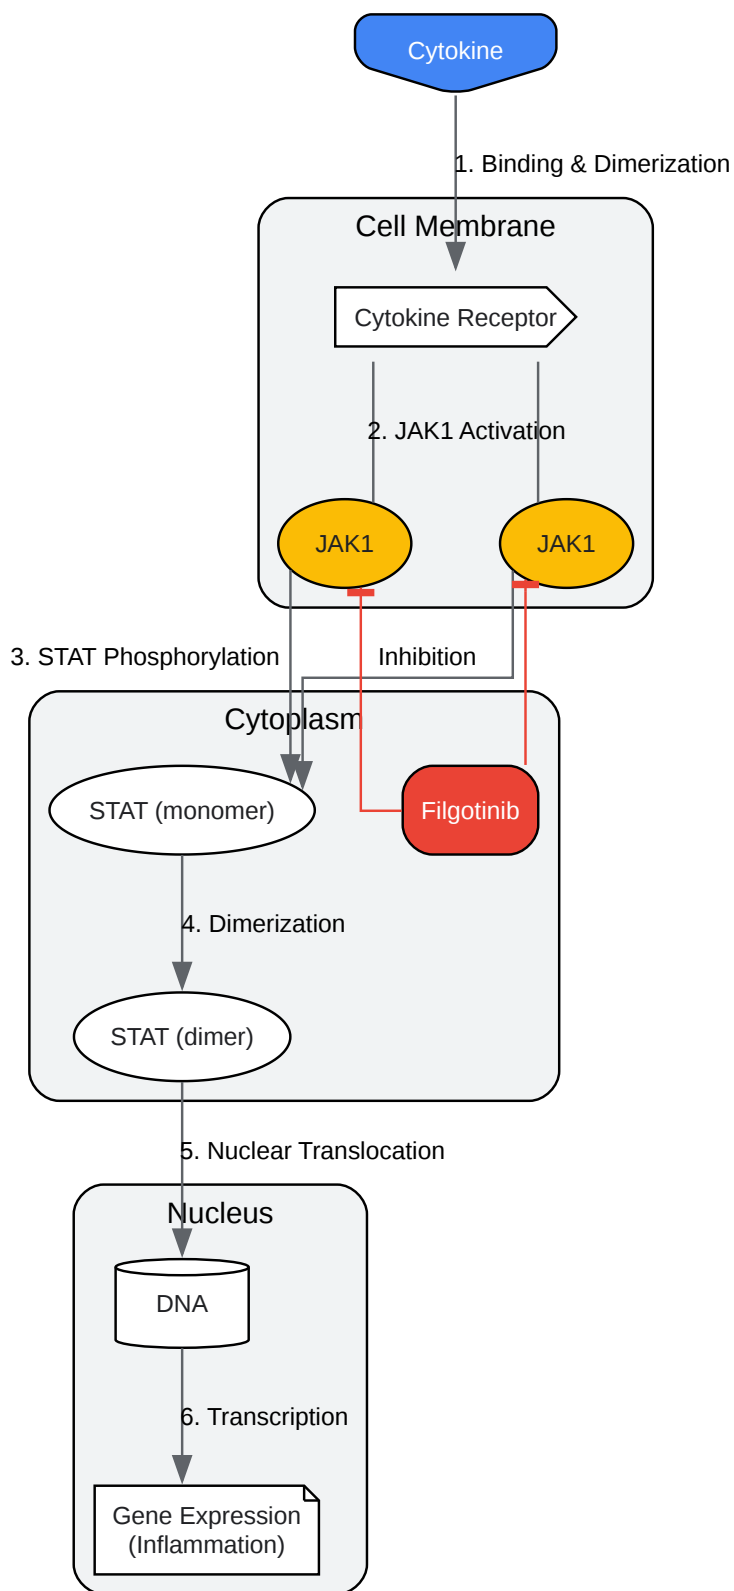 Cytokine
1. Binding & Dimerization
Cell Membrane
Cytokine Receptor
2. JAK1 Activation
JAK1
JAK1
3. STAT Phosphorylation
Inhibition
Cytoplasm
STAT (monomer)
Filgotinib
4. Dimerization
STAT (dimer)
5. Nuclear Translocation
Nucleus
DNA
6. Transcription
Gene Expression
(Inflammation)